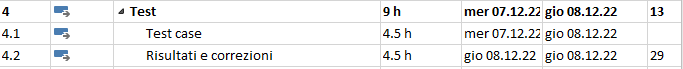 4 Test 9 h mer 07.12.22 gio 08.12.22 13
4.1 Test case 4.5 h mer 07.12.22 gio 08.12.22
4.2 Risultati e correzioni 4.5 h gio 08.12.22 gio 08.12.22 29